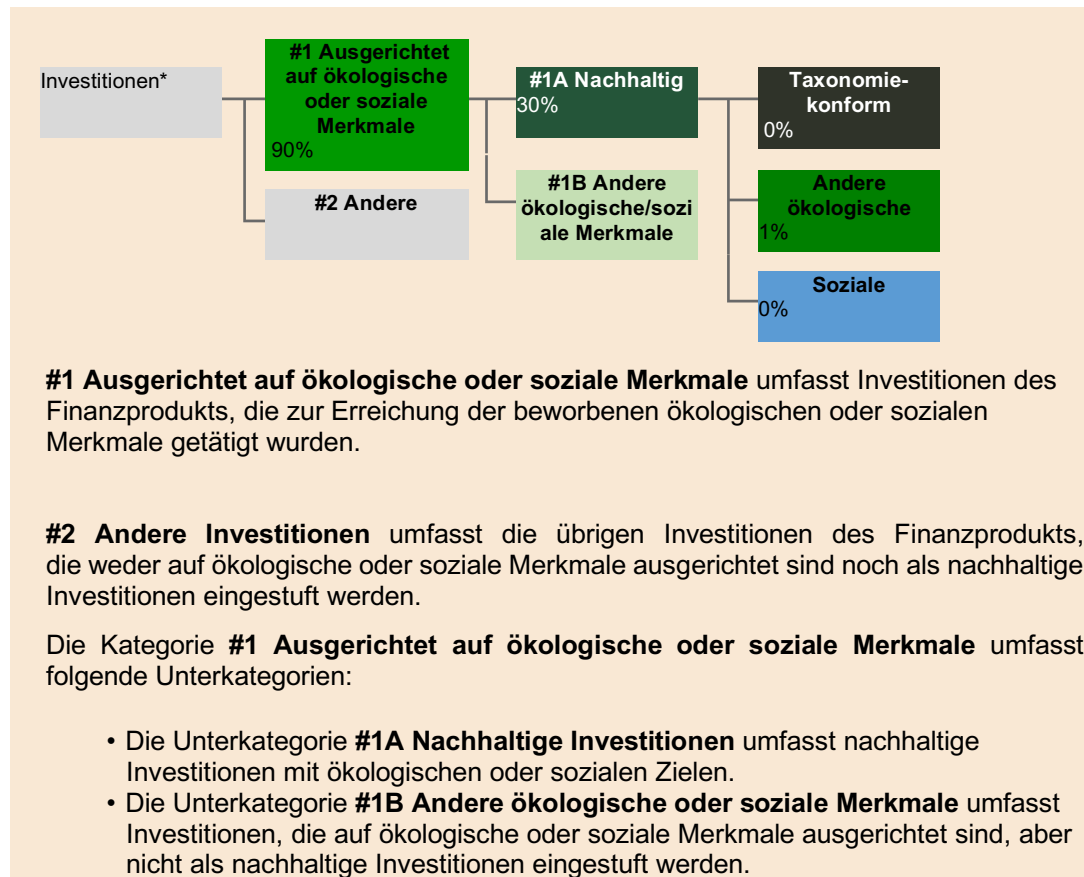 Investitionen*
#1 Ausgerichtet
auf ökologische
oder soziale
Merkmale
90%
#2 Andere
#1A Nachhaltig
30%
#1B Andere
ökologische/sozi
ale Merkmale
Taxonomie-
konform
0%
Andere
ökologische
1%
Soziale
0%
#1 Ausgerichtet auf ökologische oder soziale Merkmale umfasst Investitionen des
Finanzprodukts, die zur Erreichung der beworbenen ökologischen oder sozialen
Merkmale getätigt wurden.
#2 Andere Investitionen umfasst die übrigen Investitionen des Finanzprodukts,
die weder auf ökologische oder soziale Merkmale ausgerichtet sind noch als nachhaltige
Investitionen eingestuft werden.
Die Kategorie #1 Ausgerichtet auf ökologische oder soziale Merkmale umfasst
folgende Unterkategorien:
• Die Unterkategorie #1A Nachhaltige Investitionen umfasst nachhaltige
Investitionen mit ökologischen oder sozialen Zielen.
• Die Unterkategorie #1B Andere ökologische oder soziale Merkmale umfasst
Investitionen, die auf ökologische oder soziale Merkmale ausgerichtet sind, aber
nicht als nachhaltige Investitionen eingestuft werden.